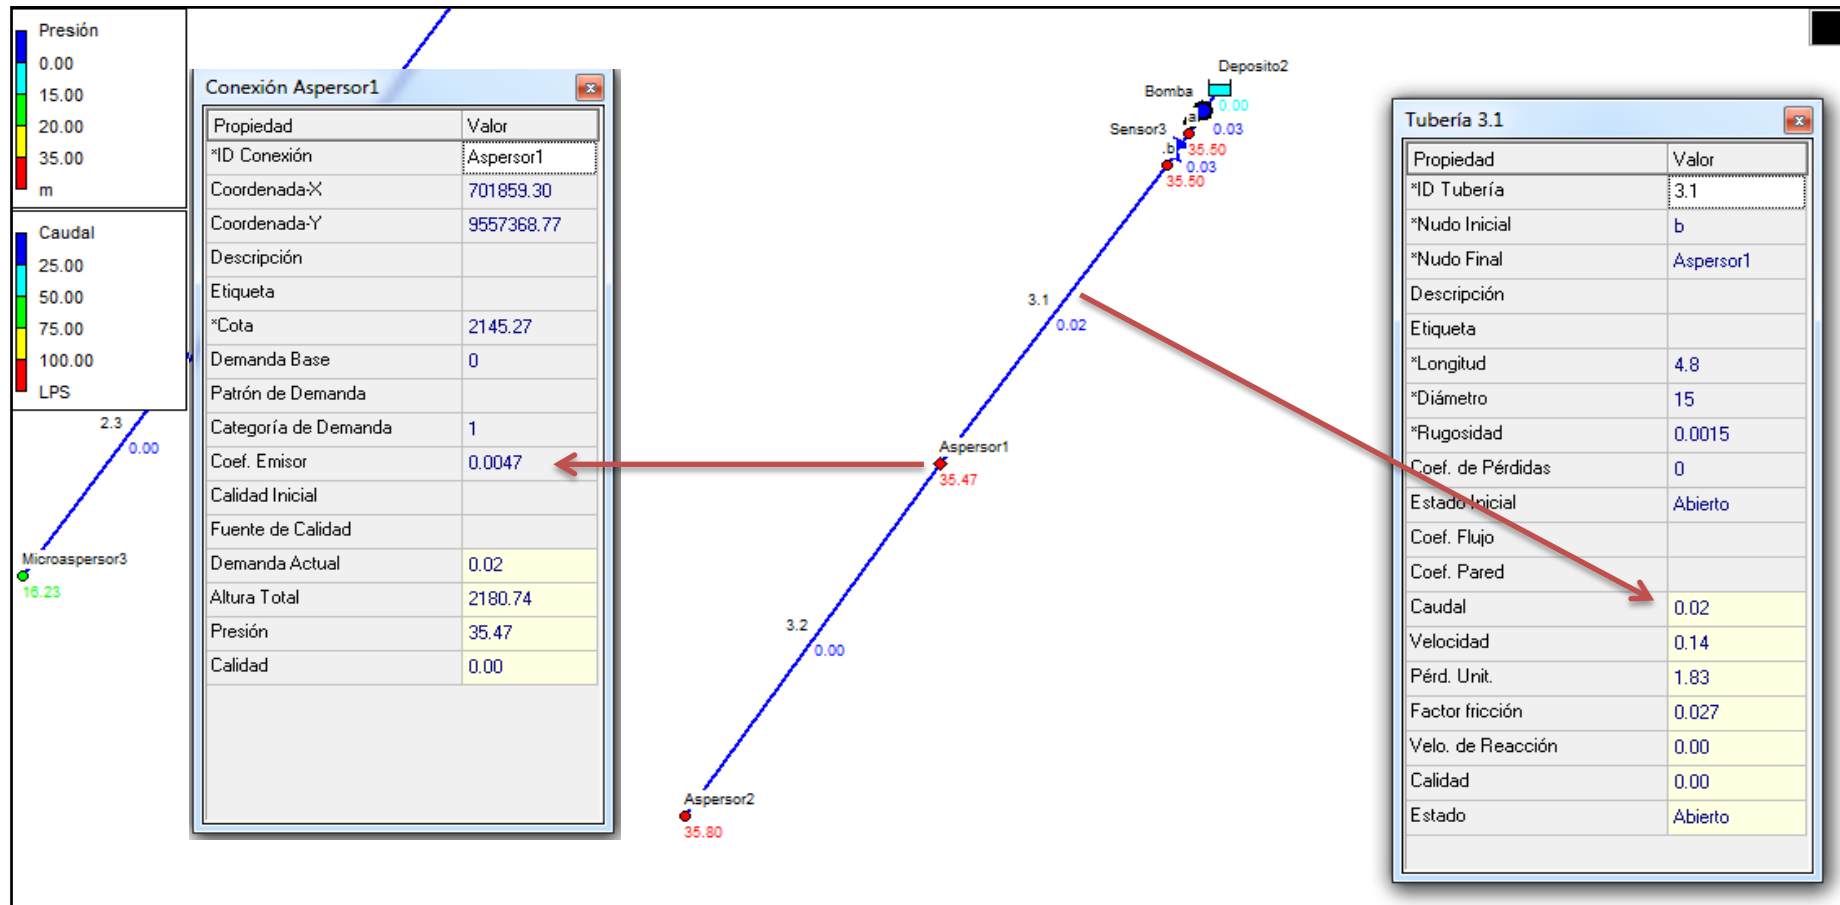 Presión
0.00
15.00
20.00
35.00
m
Caudal
25.00
50.00
75.00
100.00
LPS
2.3
0.00
Microaspersor3
16.23
Conexión Aspersor1
Propiedad Valor
*ID Conexión Aspersor1
Coordenada-X 701859.30
Coordenada-Y 9557368.77
Descripción
Etiqueta
*Cota 2145.27
Demanda Base 0
Patrón de Demanda
Categoría de Demanda 1
Coef. Emisor 0.0047
Calidad Inicial
Fuente de Calidad
Demanda Actual 0.02
Altura Total 2180.74
Presión 35.47
Calidad 0.00
Deposito2
0.00
Bomba
a
0.03
Sensor3
35.50
.b
0.03
35.50
3.1
0.02
Aspersor1
35.47
3.2
0.00
Aspersor2
35.80
Tubería 3.1
Propiedad Valor
*ID Tubería 3.1
*Nudo Inicial b
*Nudo Final Aspersor1
Descripción
Etiqueta
*Longitud 4.8
*Diámetro 15
*Rugosidad 0.0015
Coef. de Pérdidas 0
Estado Inicial Abierto
Coef. Flujo
Coef. Pared
Caudal 0.02
Velocidad 0.14
Pérd. Unit. 1.83
Factor fricción 0.027
Velo. de Reacción 0.00
Calidad 0.00
Estado Abierto